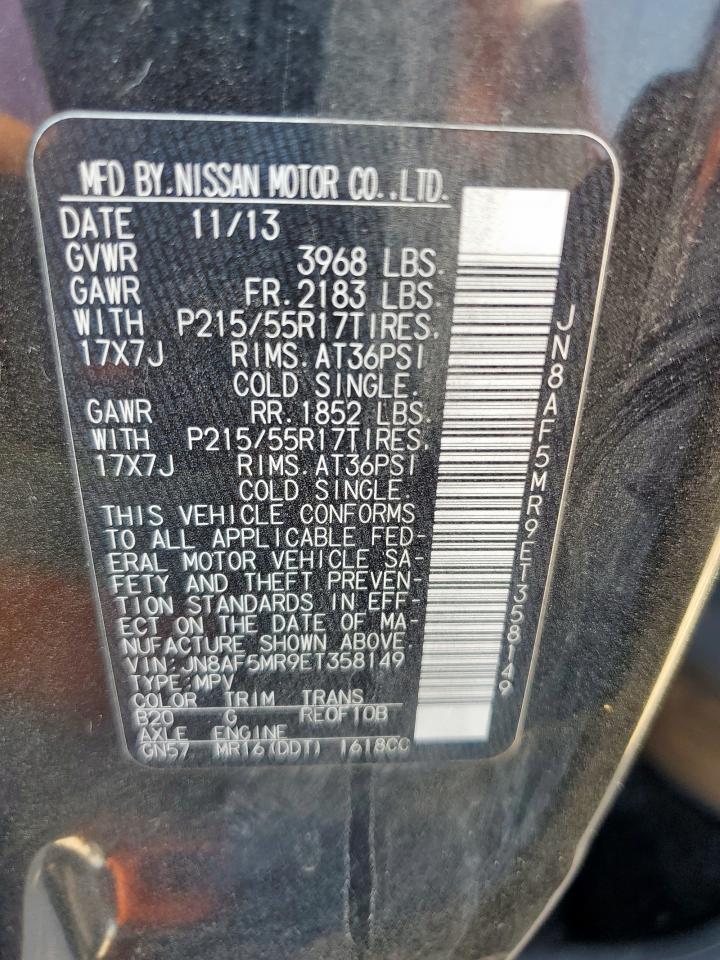 MFD BY.:NISSAN MOTOR CO.,LTD.
DATE 11/13
GVWR 3968 LBS.
GAWR FR.2183 LBS.
WITH P215/55R17TIRES,
17X7J RIMS.AT36PSI
COLD SINGLE.
GAWR RR.1852 LBS.
WITH P215/55R17TIRES,
17X7J RIMS.AT36PSI
COLD SINGLE.
THIS VEHICLE CONFORMS
TO ALL APPLICABLE FED-
ERAL MOTOR VEHICLE SA-
FETY AND THEFT PREVEN-
TION STANDARDS IN EFF-
ECT ON THE DATE OF MA-
NUFACTURE SHOWN ABOVE.
VIN:JN8AF5MR9ET358149
TYPE:MPV
COLOR TRIM TRANS
B20 G RE0F10B
AXLE ENGINE
GN57 MR16(DDT) 1618CC
JN8AF5MR9ET358149